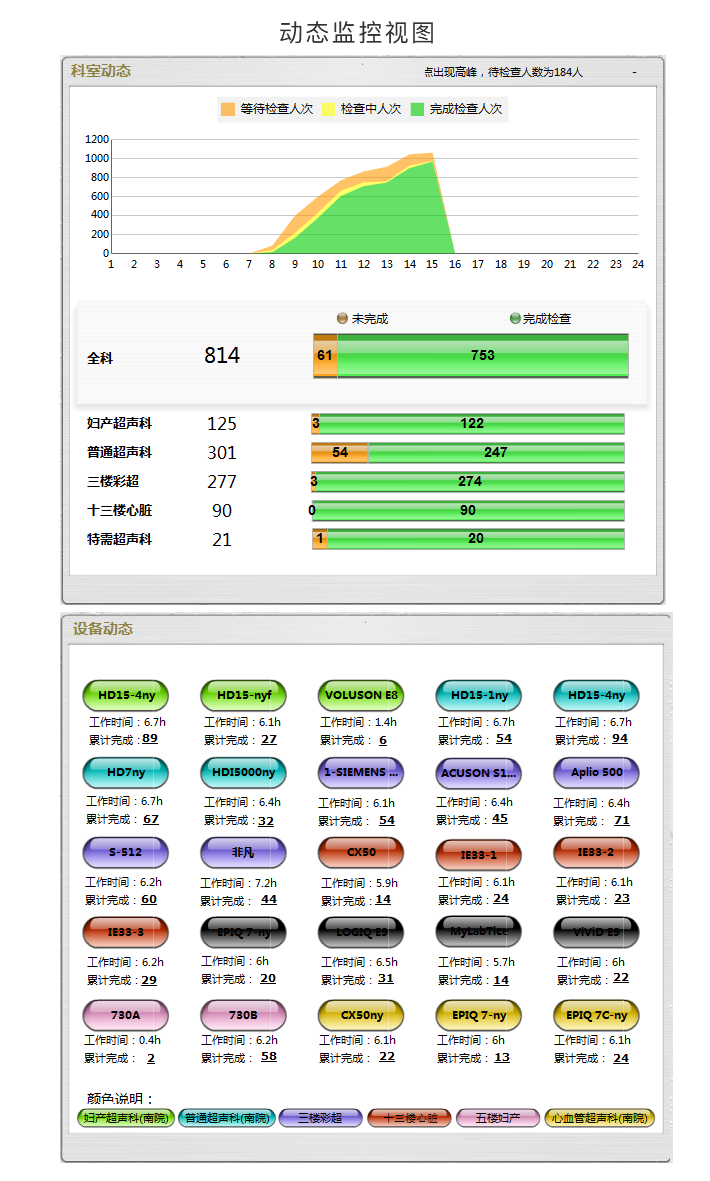 动态监控视图
科室动态 点出现高峰，待检查人数为184人 -
等待检查人次 检查中人次 完成检查人次
1200
1000
800
600
400
200
0
1 2 3 4 5 6 7 8 9 10 11 12 13 14 15 16 17 18 19 20 21 22 23 24
未完成 完成检查
全科 814 61 753
妇产超声科 125 3 122
普通超声科 301 54 247
三楼彩超 277 3 274
十三楼心脏 90 0 90
特需超声科 21 1 20
设备动态
HD15-4ny HD15-nyf VOLUSON E8 HD15-1ny HD15-4ny
工作时间：6.7h 工作时间：6.1h 工作时间：1.4h 工作时间：6.7h 工作时间：6.7h
累计完成：89 累计完成：27 累计完成：6 累计完成：54 累计完成：94
HD7ny HDI5000ny 1-SIEMENS ... ACUSON S1... Aplio 500
工作时间：6.7h 工作时间：6.4h 工作时间：6.1h 工作时间：6.4h 工作时间：6.4h
累计完成：67 累计完成：32 累计完成：54 累计完成：45 累计完成：71
S-512 非凡 CX50 IE33-1 IE33-2
工作时间：6.2h 工作时间：7.2h 工作时间：5.9h 工作时间：6.1h 工作时间：6.1h
累计完成：60 累计完成：44 累计完成：14 累计完成：24 累计完成：23
IE33-3 EPIQ 7-ny LOGIQ E9 MyLabTice ViViD E9
工作时间：6.2h 工作时间：6h 工作时间：6.5h 工作时间：5.7h 工作时间：6h
累计完成：29 累计完成：20 累计完成：31 累计完成：14 累计完成：22
730A 730B CX50ny EPIQ 7-ny EPIQ 7C-ny
工作时间：0.4h 工作时间：6.2h 工作时间：6.1h 工作时间：6h 工作时间：6.1h
累计完成：2 累计完成：58 累计完成：22 累计完成：13 累计完成：24
颜色说明：
妇产超声科(南院) 普通超声科(南院) 三楼彩超 十三楼心脏 五楼妇产 心血管超声科(南院)